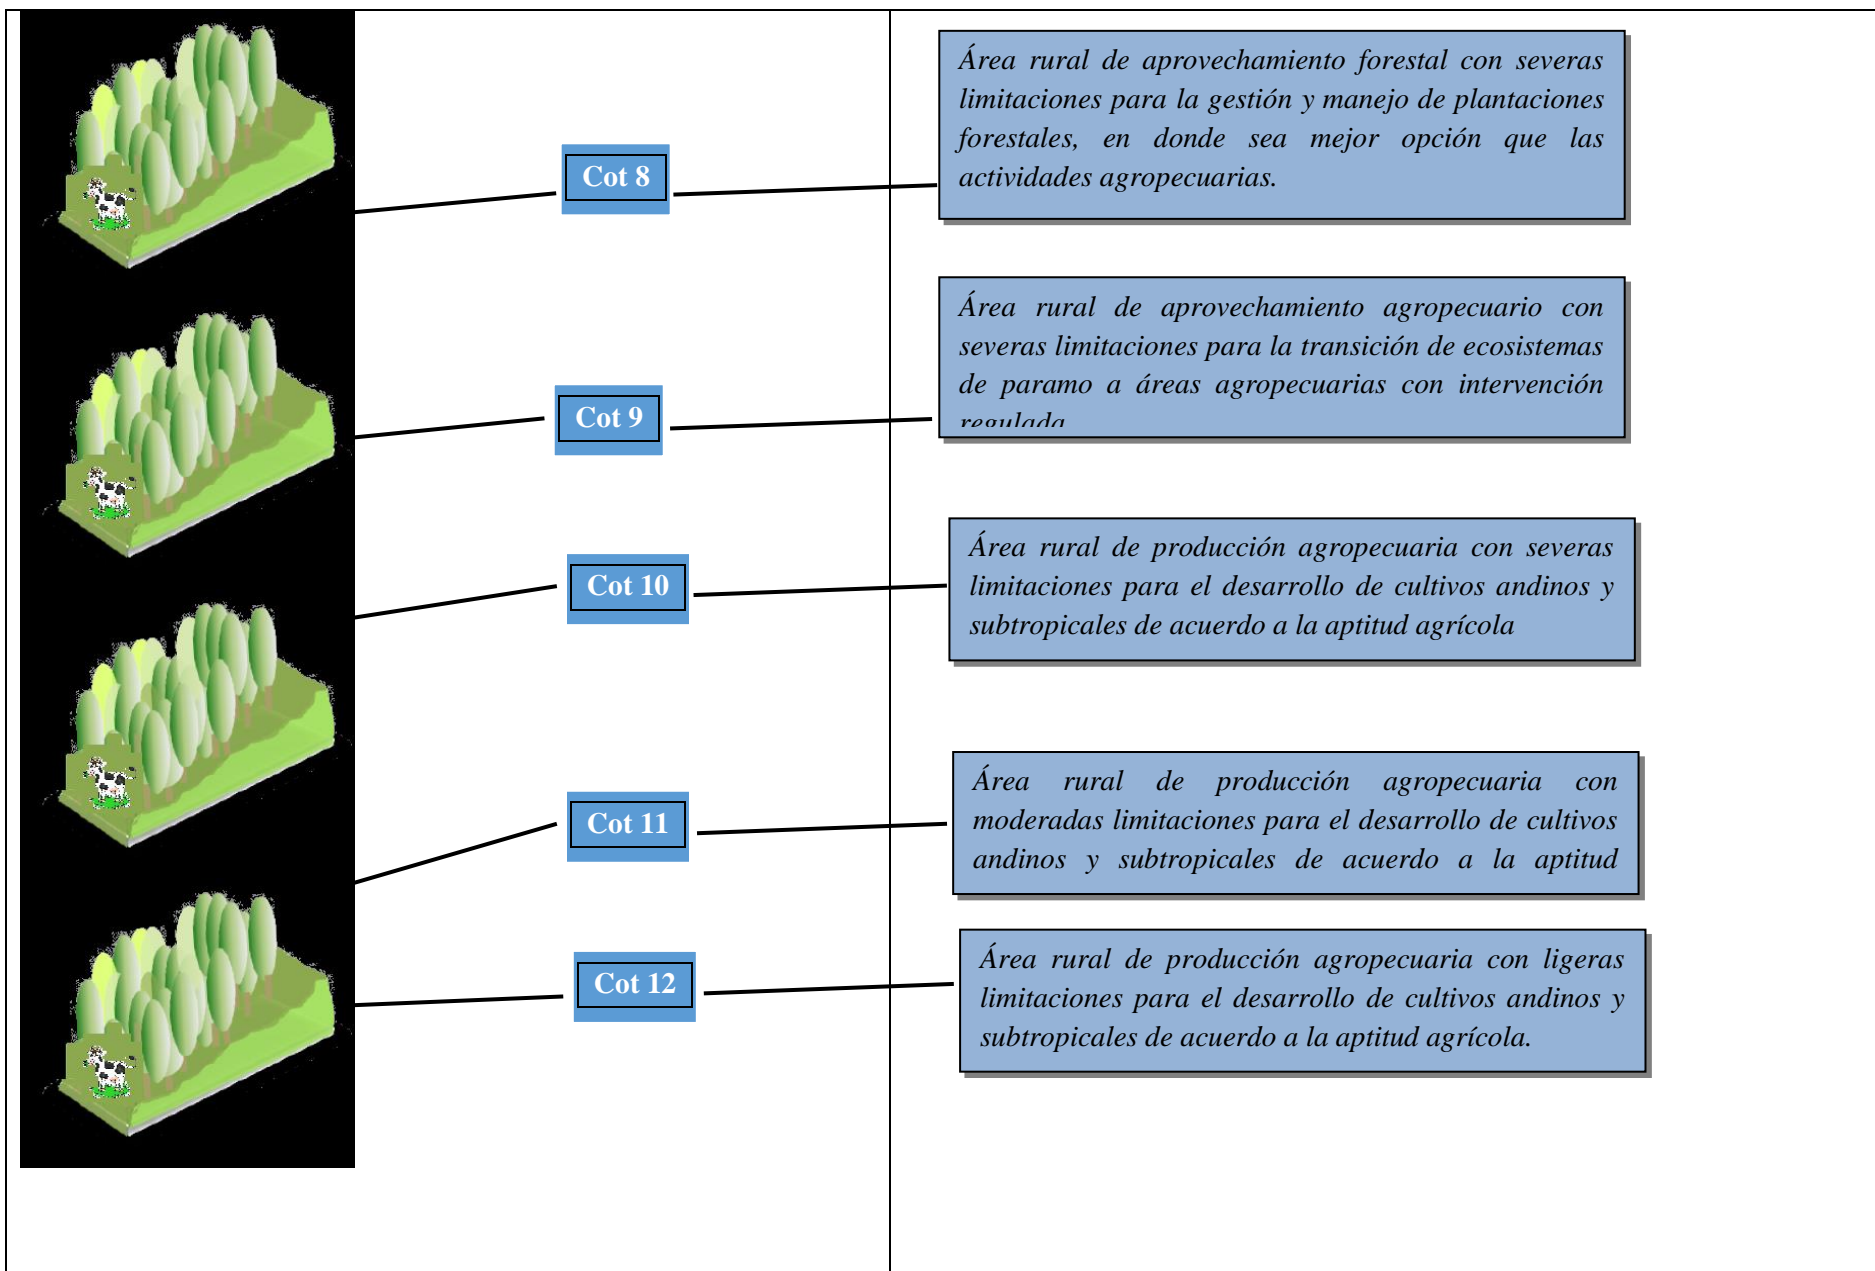 Cot 8
Área rural de aprovechamiento forestal con severas
limitaciones para la gestión y manejo de plantaciones
forestales, en donde sea mejor opción que las
actividades agropecuarias.
Cot 9
Área rural de aprovechamiento agropecuario con
severas limitaciones para la transición de ecosistemas
de paramo a áreas agropecuarias con intervención
regulada
Cot 10
Área rural de producción agropecuaria con severas
limitaciones para el desarrollo de cultivos andinos y
subtropicales de acuerdo a la aptitud agrícola
Cot 11
Área rural de producción agropecuaria con
moderadas limitaciones para el desarrollo de cultivos
andinos y subtropicales de acuerdo a la aptitud
Cot 12
Área rural de producción agropecuaria con ligeras
limitaciones para el desarrollo de cultivos andinos y
subtropicales de acuerdo a la aptitud agrícola.